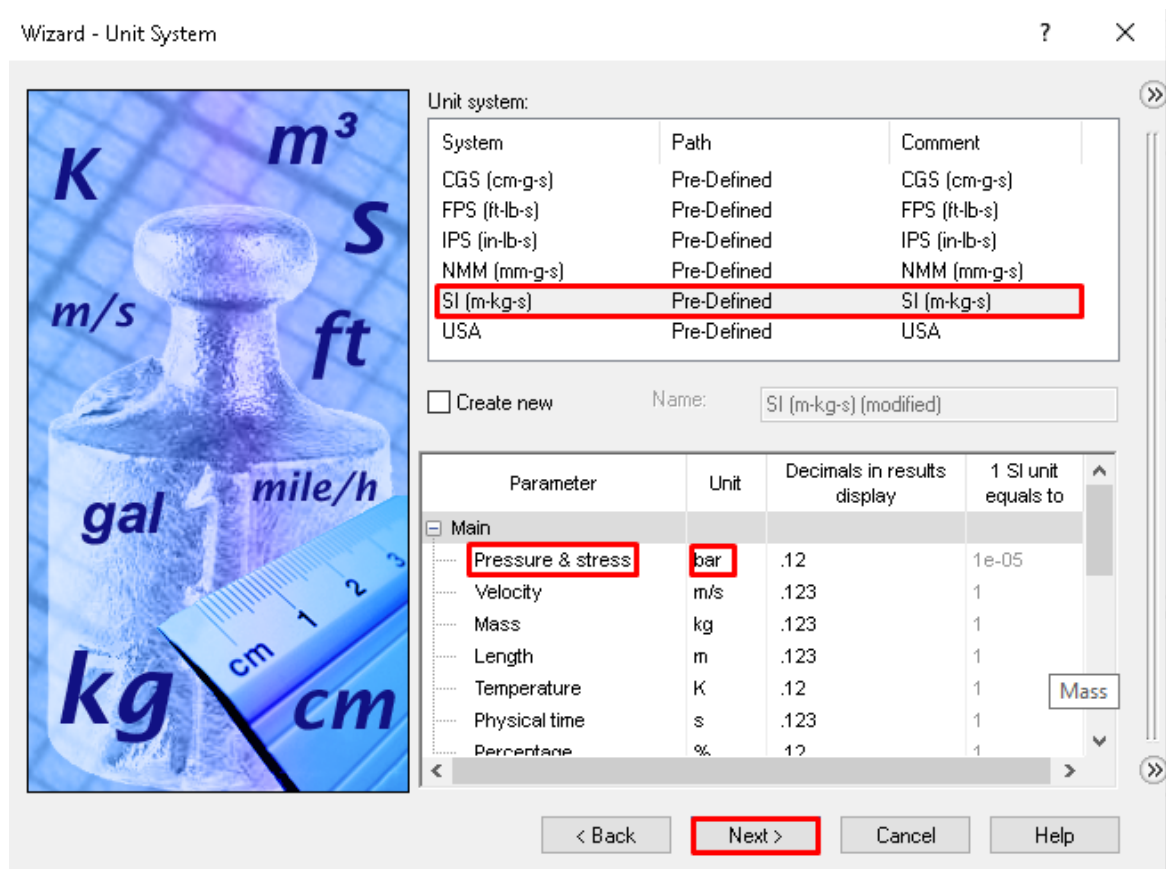 Wizard - Unit System ? ×
K
m³
s
m/s
ft
gal
mile/h
1
kg
cm 1 2 3
cm
Unit system:
System Path Comment
CGS (cm-g-s) Pre-Defined CGS (cm-g-s)
FPS (ft-lb-s) Pre-Defined FPS (ft-lb-s)
IPS (in-lb-s) Pre-Defined IPS (in-lb-s)
NMM (mm-g-s) Pre-Defined NMM (mm-g-s)
SI (m-kg-s) Pre-Defined SI (m-kg-s)
USA Pre-Defined USA
Create new Name: SI (m-kg-s) (modified)
Parameter Unit Decimals in results display 1 SI unit equals to
Main
Pressure & stress bar .12 1e-05
Velocity m/s .123 1
Mass kg .123 1
Length m .123 1
Temperature K .12 1
Mass
Physical time s .123 1
Percentage % .12 1
< Back Next > Cancel Help